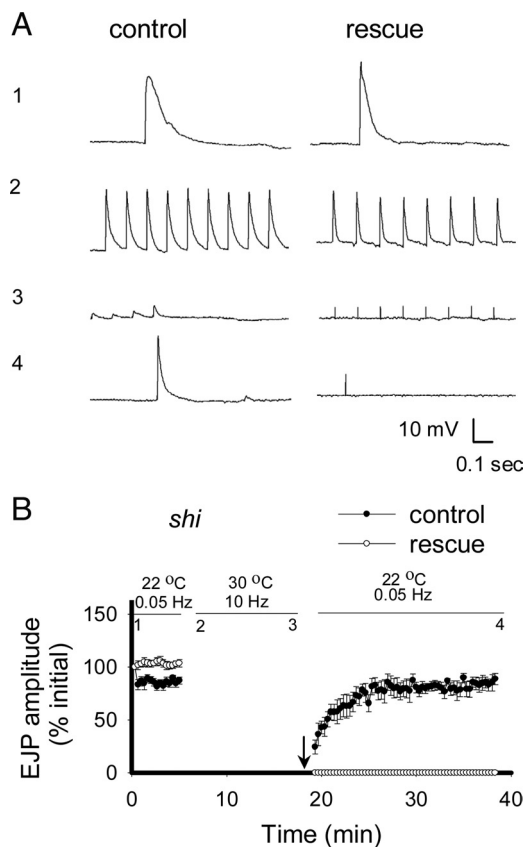 A
control rescue
1
2
3
4
10 mV
0.1 sec
B
shi
control
rescue
22 °C 30 °C 22 °C
0.05 Hz 10 Hz 0.05 Hz
1 2 3 4
150
100
50
0
EJP amplitude
(% initial)
0 10 20 30 40
Time (min)